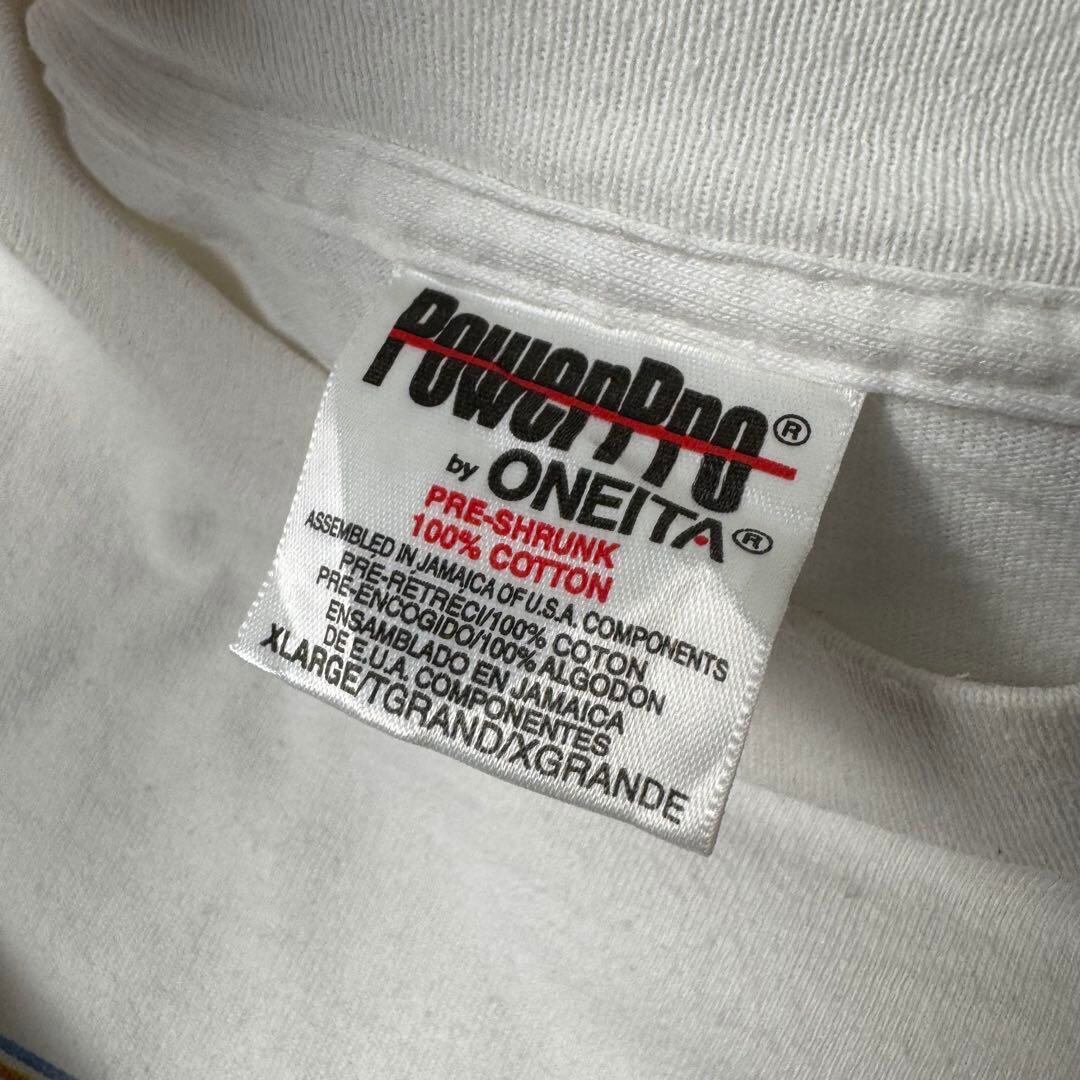 PowerPro®
by ONEITA®
PRE-SHRUNK
100% COTTON
ASSEMBLED IN JAMAICA OF U.S.A. COMPONENTS
PRE-RETRECI/100% COTON
PRE-ENCOGIDO/100% ALGODON
ENSAMBLADO EN JAMAICA
DE E.U.A. COMPONENTES
XLARGE/TGRAND/XGRANDE